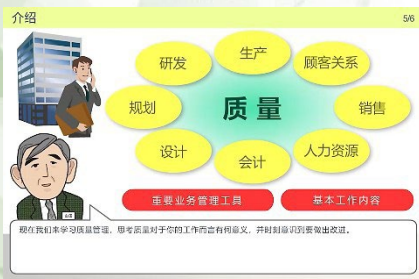 介绍
5/6
生产
研发
顾客关系
规划
质量
销售
设计
人力资源
会计
重要业务管理工具
基本工作内容
现在我们来学习质量管理，思考质量对于你的工作而言有何意义，并时刻意识到要做出改进。